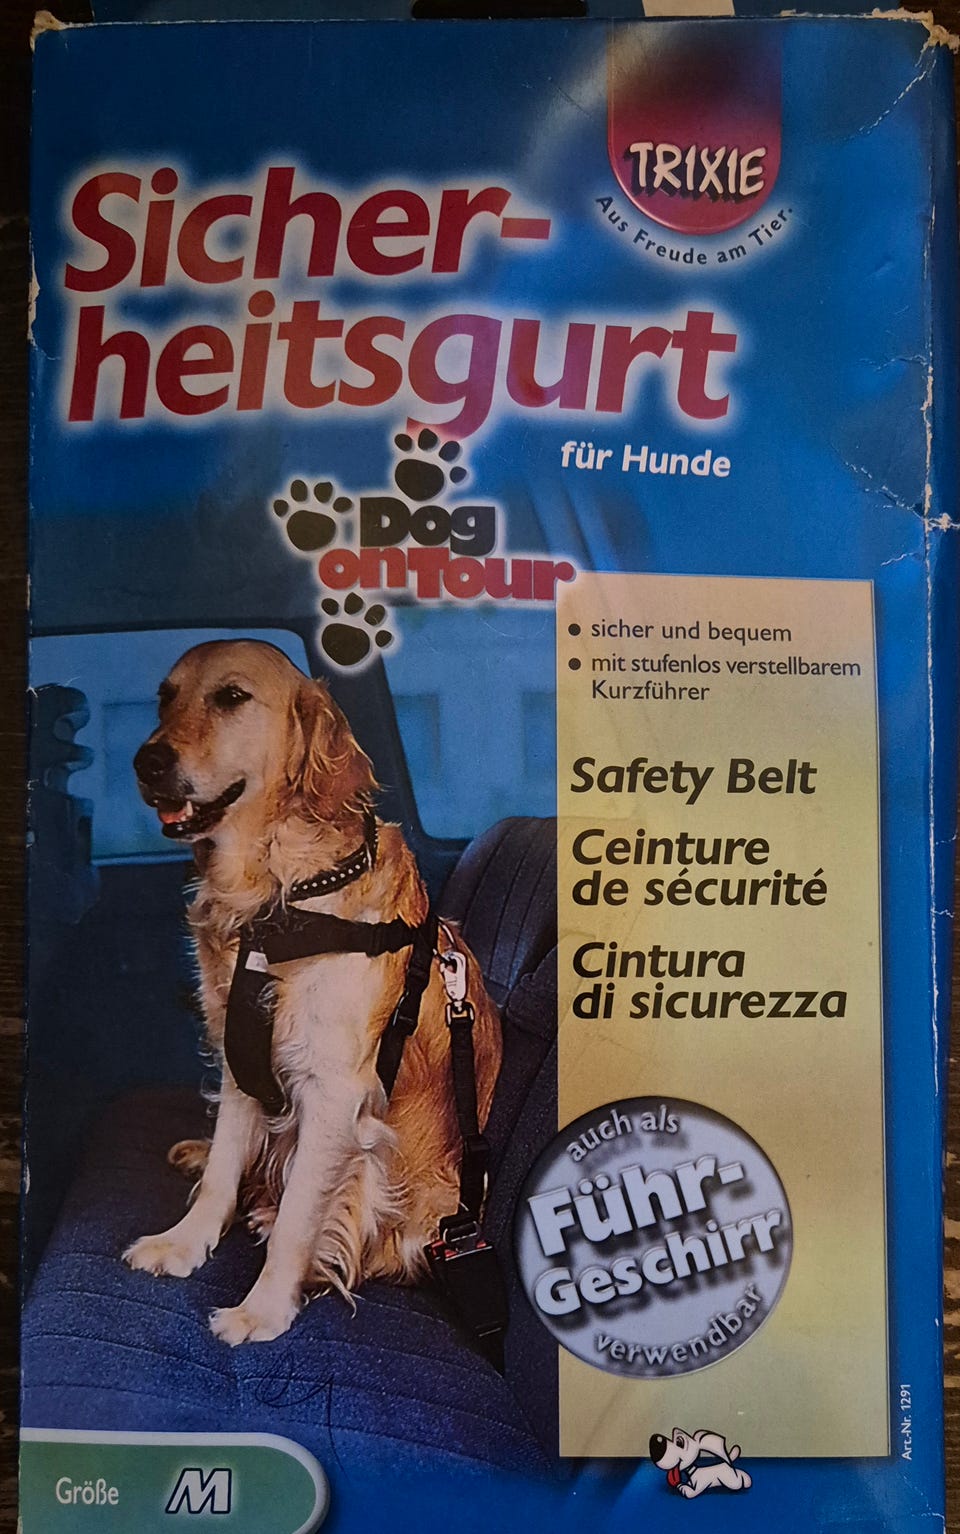 TRIXIE
Aus Freude am Tier.
Sicher-
heitsgurt
für Hunde
Dog
on Tour
• sicher und bequem
• mit stufenlos verstellbarem
Kurzführer
Safety Belt
Ceinture
de sécurité
Cintura
di sicurezza
auch als
Führ-
Geschirr
verwendbar
Art.-Nr. 1291
Größe M